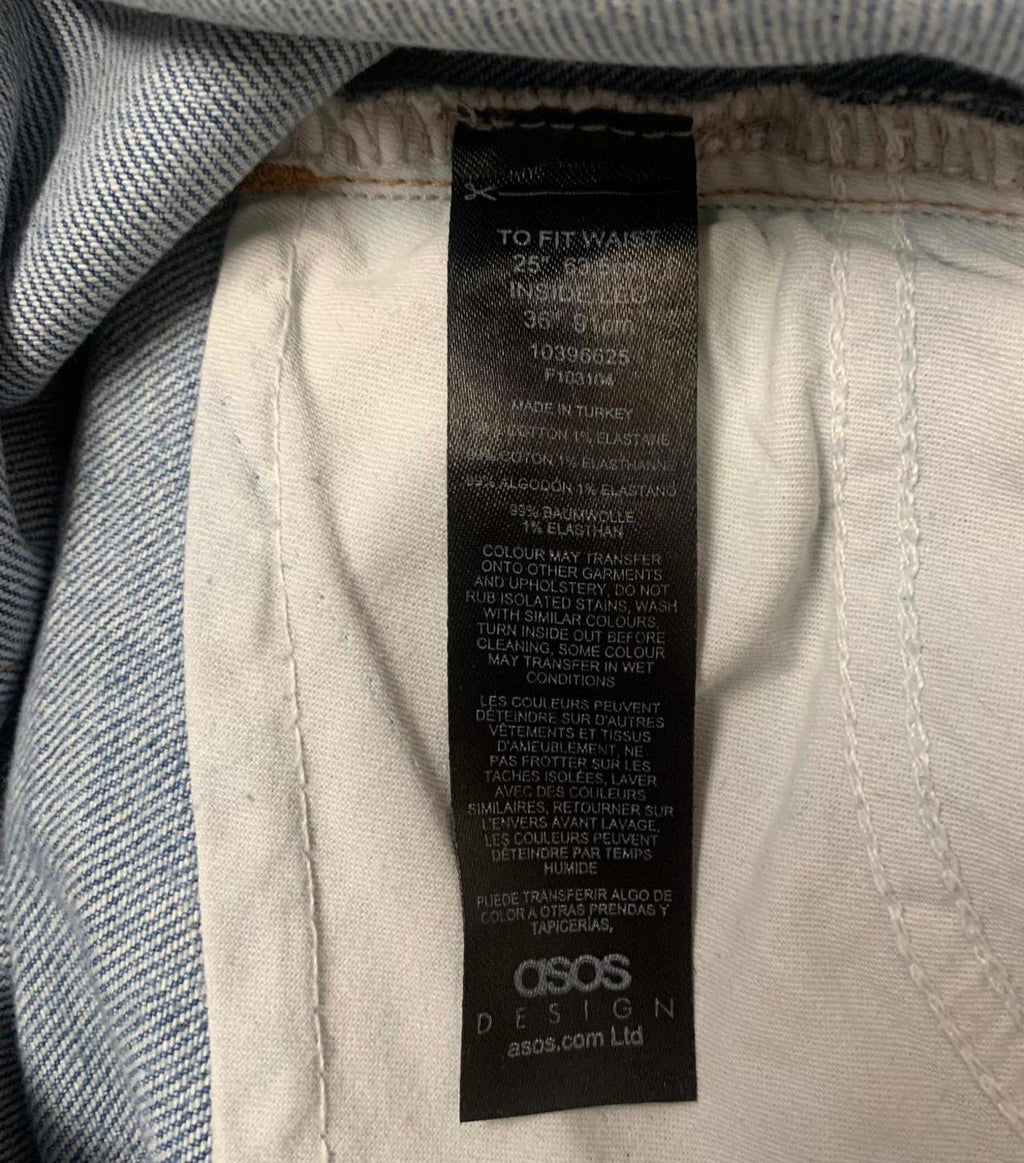 TO FIT WAIST
25"
INSIDE LEG
36" 91cm
10396625
F103104
MADE IN TURKEY
COTTON 1% ELASTANE
COTON 1% ELASTHANNE
99% ALGODÓN 1% ELASTANO
99% BAUMWOLLE
1% ELASTHAN
COLOUR MAY TRANSFER
ONTO OTHER GARMENTS
AND UPHOLSTERY, DO NOT
RUB ISOLATED STAINS, WASH
WITH SIMILAR COLOURS,
TURN INSIDE OUT BEFORE
CLEANING, SOME COLOUR
MAY TRANSFER IN WET
CONDITIONS
LES COULEURS PEUVENT
DÉTEINDRE SUR D'AUTRES
VÊTEMENTS ET TISSUS
D'AMEUBLEMENT, NE
PAS FROTTER SUR LES
TACHES ISOLÉES, LAVER
AVEC DES COULEURS
SIMILAIRES, RETOURNER SUR
L'ENVERS AVANT LAVAGE,
LES COULEURS PEUVENT
DÉTEINDRE PAR TEMPS
HUMIDE
PUEDE TRANSFERIR ALGO DE
COLOR A OTRAS PRENDAS Y
TAPICERÍAS,
asos
DESIGN
asos.com Ltd